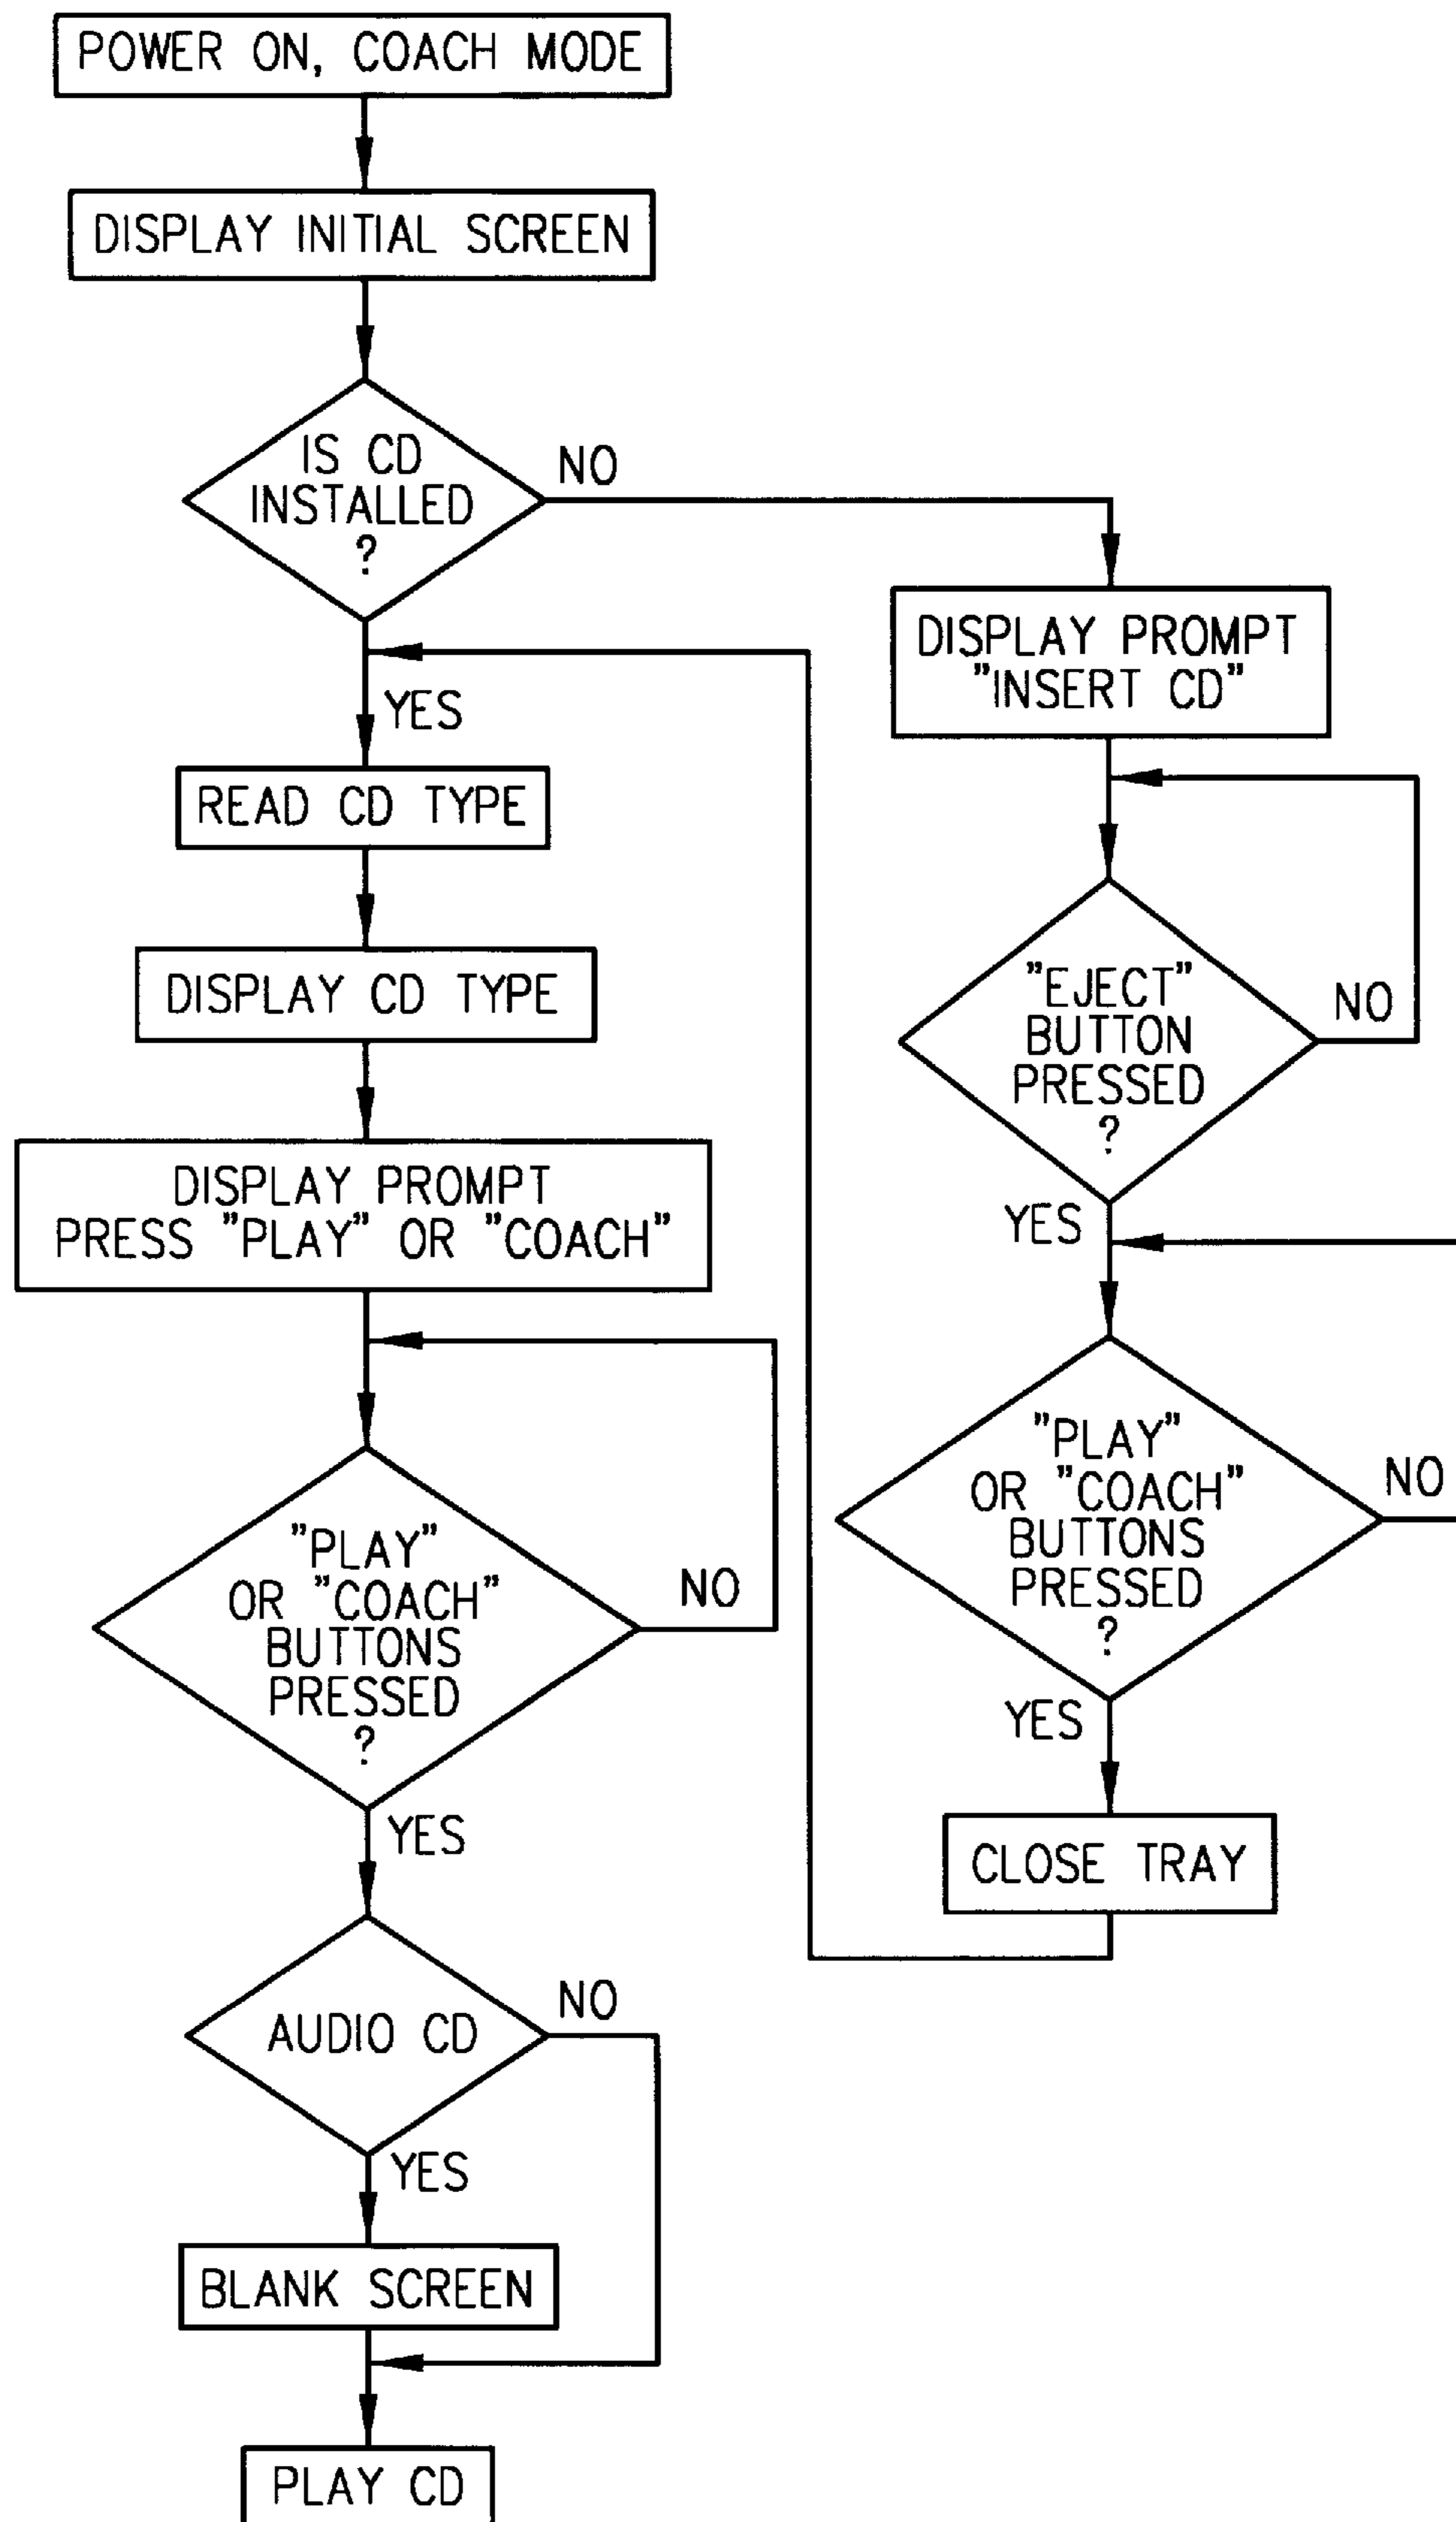 POWER ON, COACH MODE
DISPLAY INITIAL SCREEN
IS CD
INSTALLED
?
NO
YES
READ CD TYPE
DISPLAY CD TYPE
DISPLAY PROMPT
PRESS "PLAY" OR "COACH"
"PLAY"
OR "COACH"
BUTTONS
PRESSED
?
NO
YES
AUDIO CD
NO
YES
BLANK SCREEN
PLAY CD
DISPLAY PROMPT
"INSERT CD"
"EJECT"
BUTTON
PRESSED
?
NO
YES
"PLAY"
OR "COACH"
BUTTONS
PRESSED
?
NO
YES
CLOSE TRAY